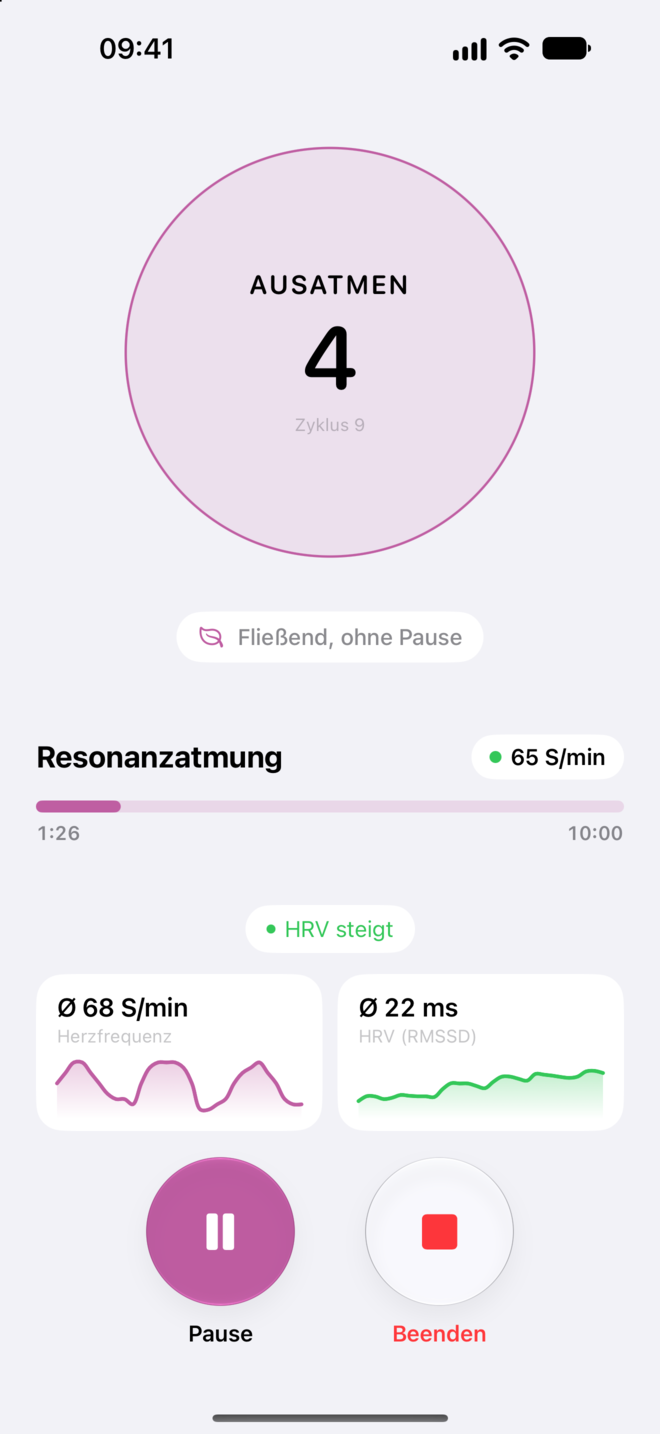 09:41
AUSATMEN
4
Zyklus 9
Fließend, ohne Pause
Resonanzatmung
65 S/min
1:26
10:00
HRV steigt
Ø 68 S/min
Herzfrequenz
Ø 22 ms
HRV (RMSSD)
Pause
Beenden